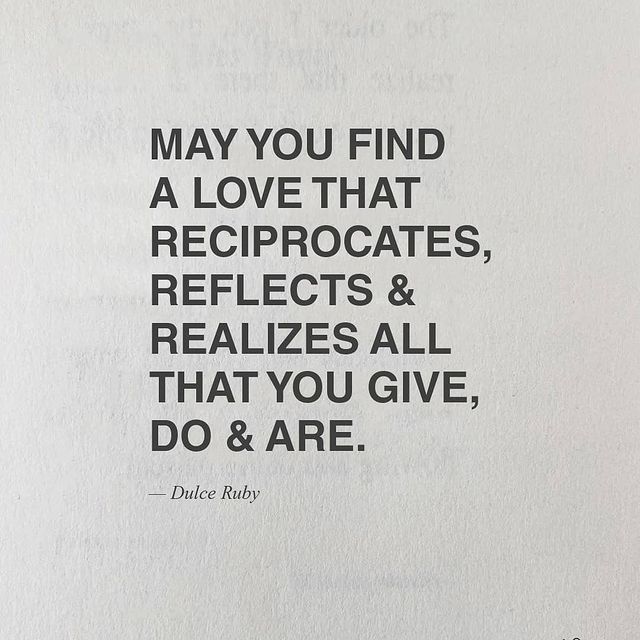 MAY YOU FIND
A LOVE THAT
RECIPROCATES,
REFLECTS &
REALIZES ALL
THAT YOU GIVE,
DO & ARE.
— Dulce Ruby